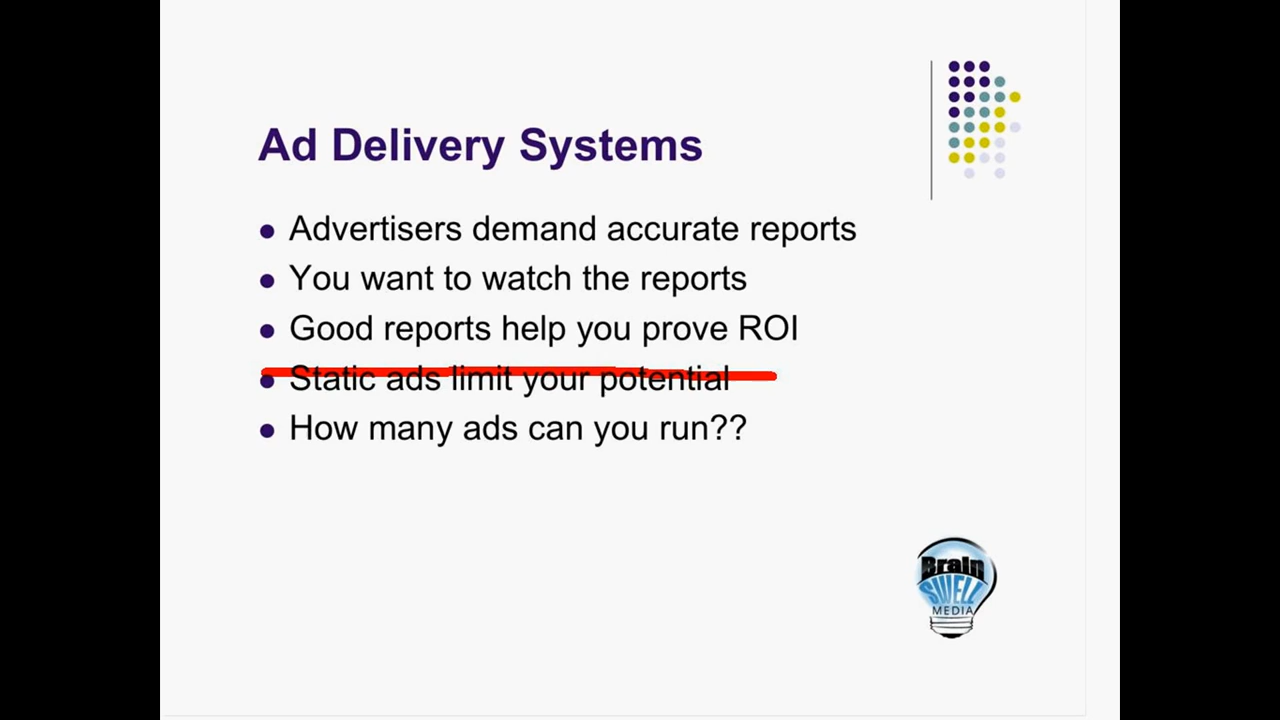 Ad Delivery Systems
Advertisers demand accurate reports
You want to watch the reports
Good reports help you prove ROI
Static ads limit your potential
How many ads can you run??
Brain
SWELL
MEDIA